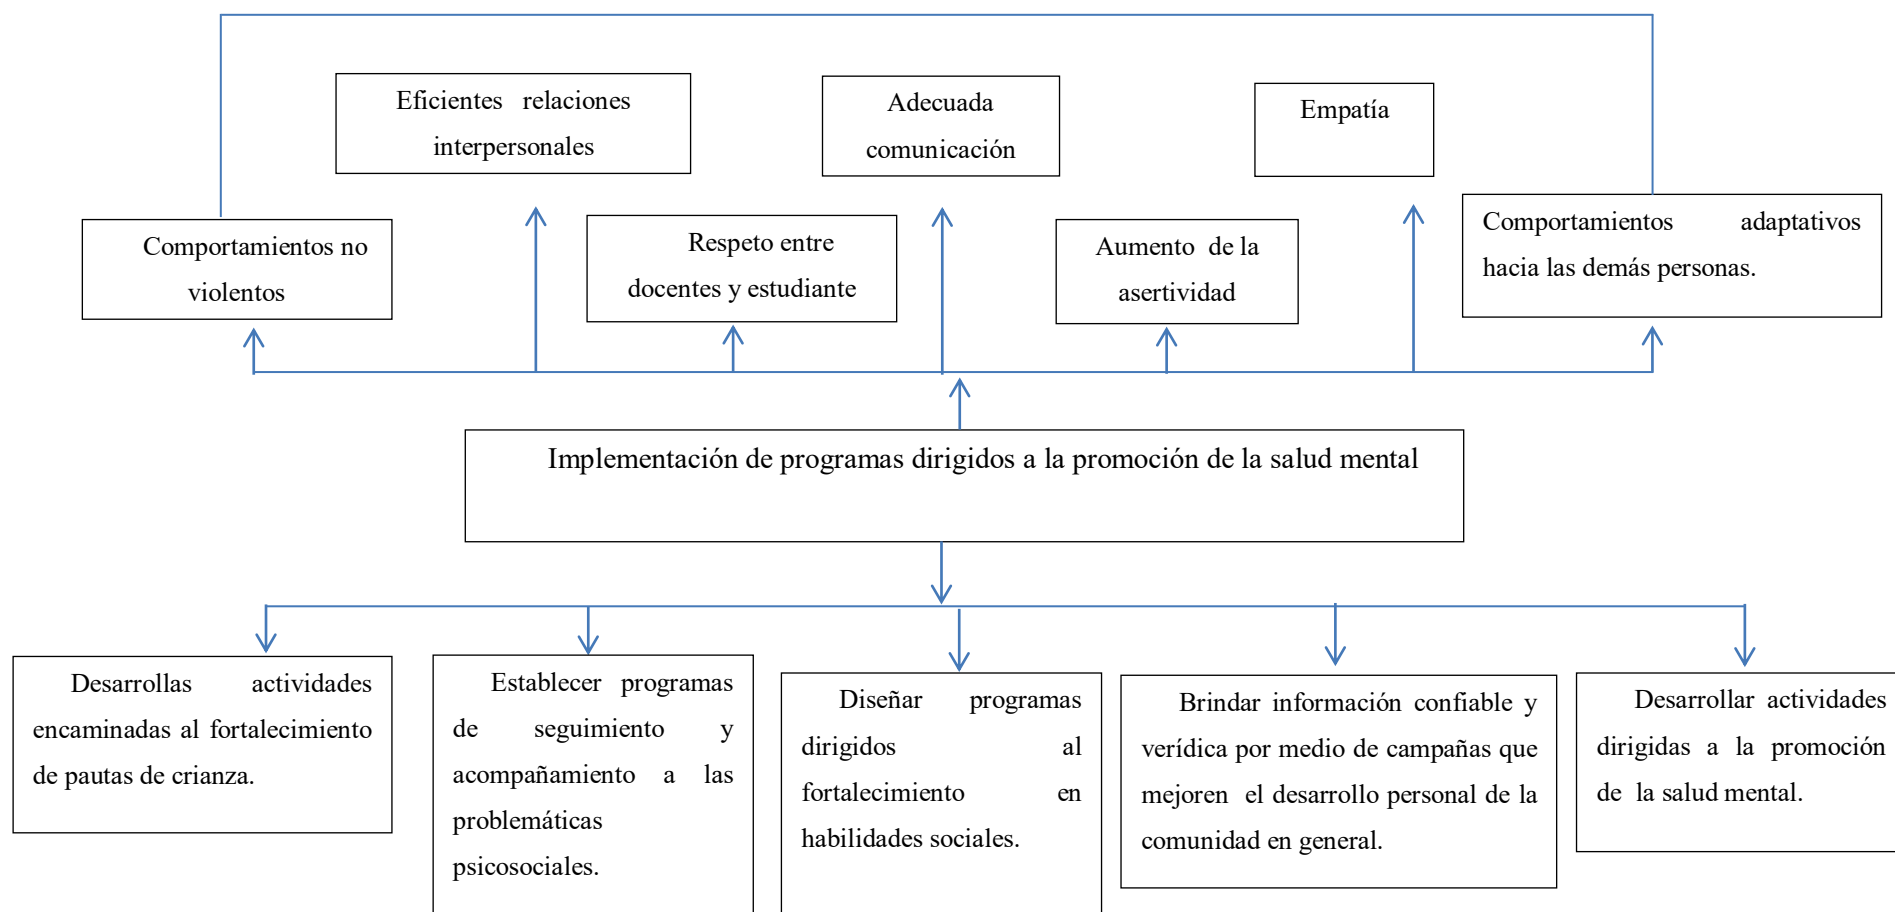 Eficientes relaciones
interpersonales
Adecuada
comunicación
Empatía
Comportamientos no
violentos
Respeto entre
docentes y estudiante
Aumento de la
asertividad
Comportamientos adaptativos
hacia las demás personas.
Implementación de programas dirigidos a la promoción de la salud mental
Desarrollas actividades
encaminadas al fortalecimiento
de pautas de crianza.
Establecer programas
de seguimiento y
acompañamiento a las
problemáticas
psicosociales.
Diseñar programas
dirigidos al
fortalecimiento en
habilidades sociales.
Brindar información confiable y
verídica por medio de campañas que
mejoren el desarrollo personal de la
comunidad en general.
Desarrollar actividades
dirigidas a la promoción
de la salud mental.